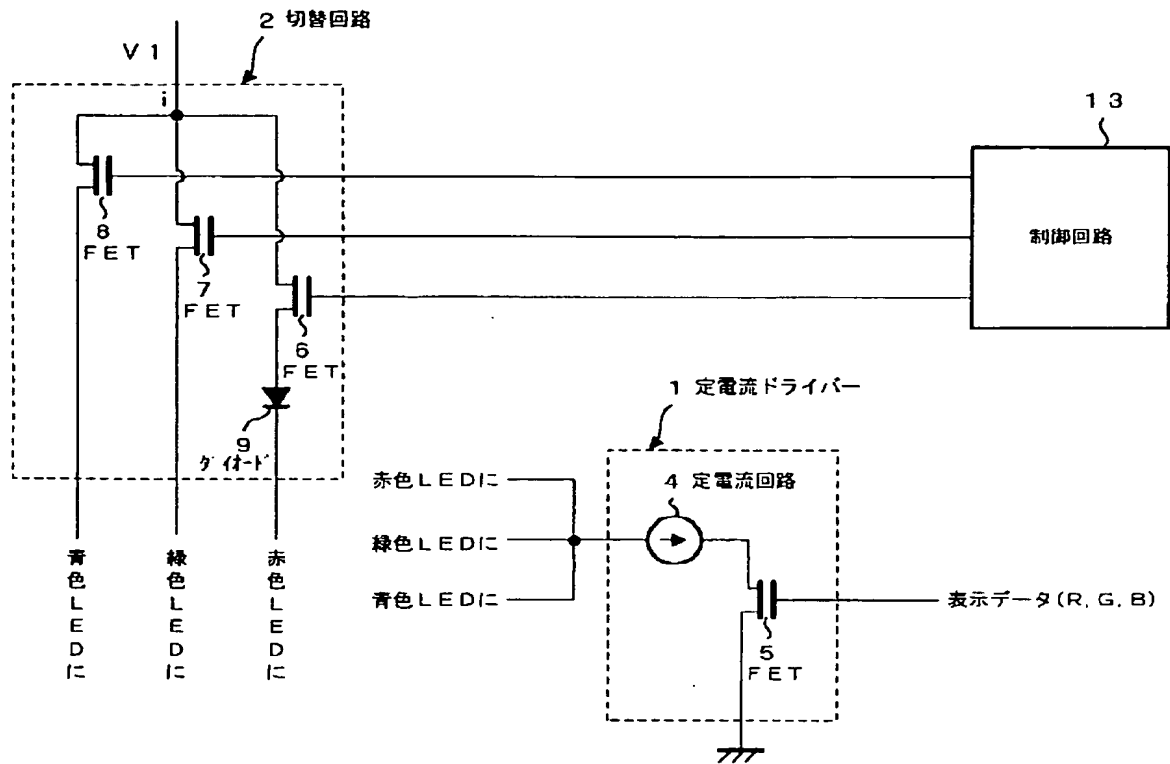 2 切替回路
V1
i
8
FET
7
FET
6
FET
9
ダイオード
青色LEDに
緑色LEDに
赤色LEDに
13
制御回路
1 定電流ドライバー
4 定電流回路
赤色LEDに
緑色LEDに
青色LEDに
5
FET
表示データ(R, G, B)